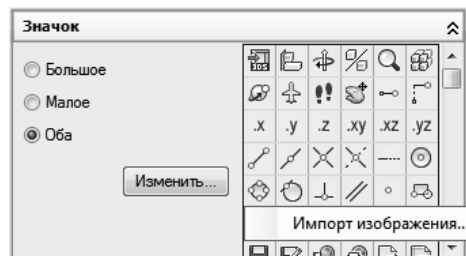 Значок
Большое
Малое
Оба
Изменить...
.X .y .Z .XY .XZ .YZ
Импорт изображения..